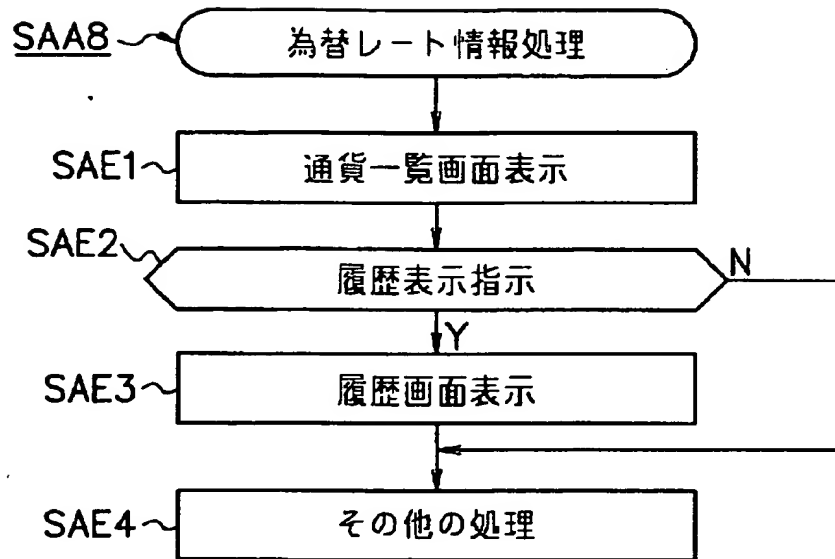 SAA8 為替レート情報処理
SAE1 通貨一覧画面表示
SAE2 履歴表示指示 N
Y
SAE3 履歴画面表示
SAE4 その他の処理